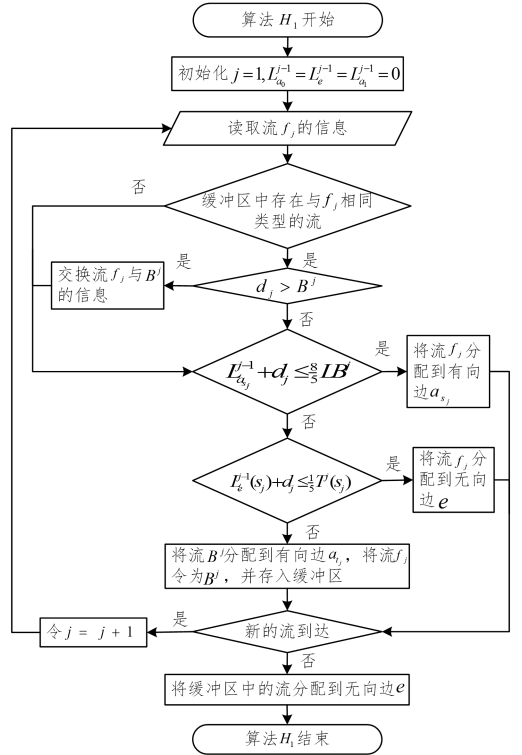 算法 H₁ 开始
初始化 j=1, L_{a_0}^{j-1} = L_e^{j-1} = L_{a_1}^{j-1} = 0
读取流 f_j 的信息
否
缓冲区中存在与 f_j 相同
类型的流
是
是
交换流 f_j 与 B^j
的信息
d_j > B^j
否
是
L_{a_{s_j}}^{j-1} + d_j ≤ 8/5 LB^j
将流 f_j 分
配到有向
边 a_{s_j}
否
是
L_e^{j-1}(s_j) + d_j ≤ 1/5 T^j(s_j)
将流 f_j 分
配到无向
边 e
否
将流 B^j 分配到有向边 a_{t_j}，将流 f_j
令为 B^j，并存入缓冲区
是
令 j = j + 1
新的流到达
否
将缓冲区中的流分配到无向边 e
算法 H₁ 结束